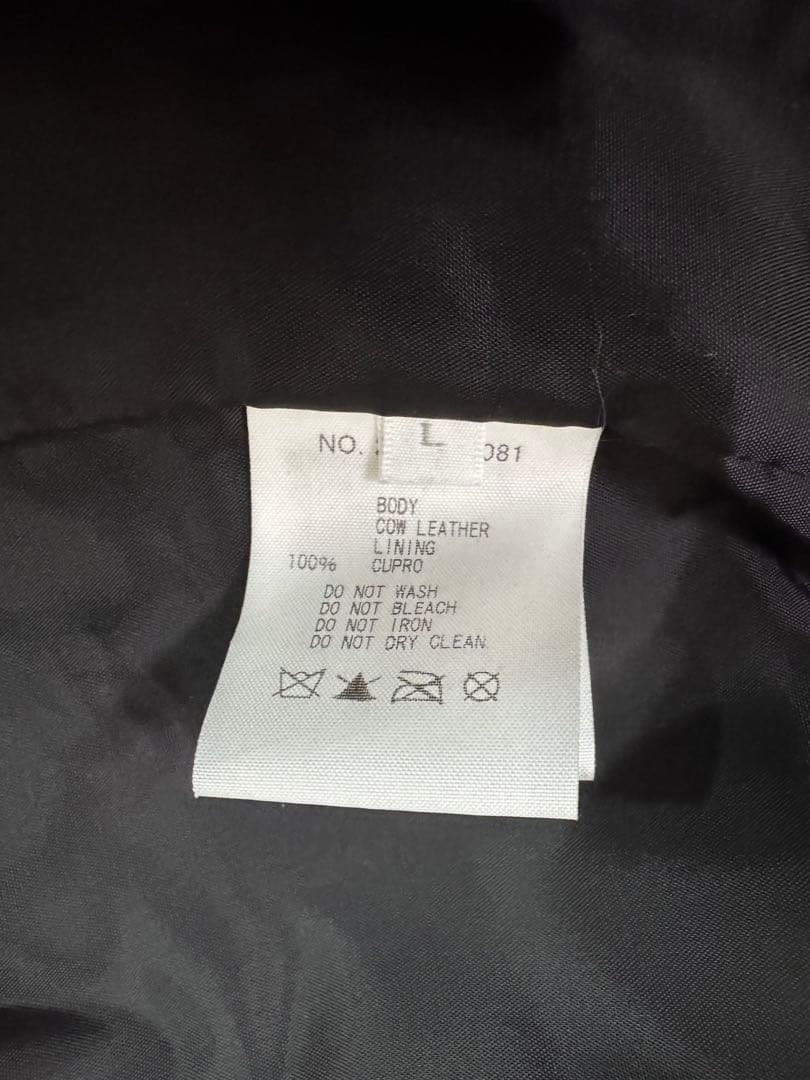 NO. 081
L
BODY
COW LEATHER
LINING
100% CUPRO
DO NOT WASH
DO NOT BLEACH
DO NOT IRON
DO NOT DRY CLEAN